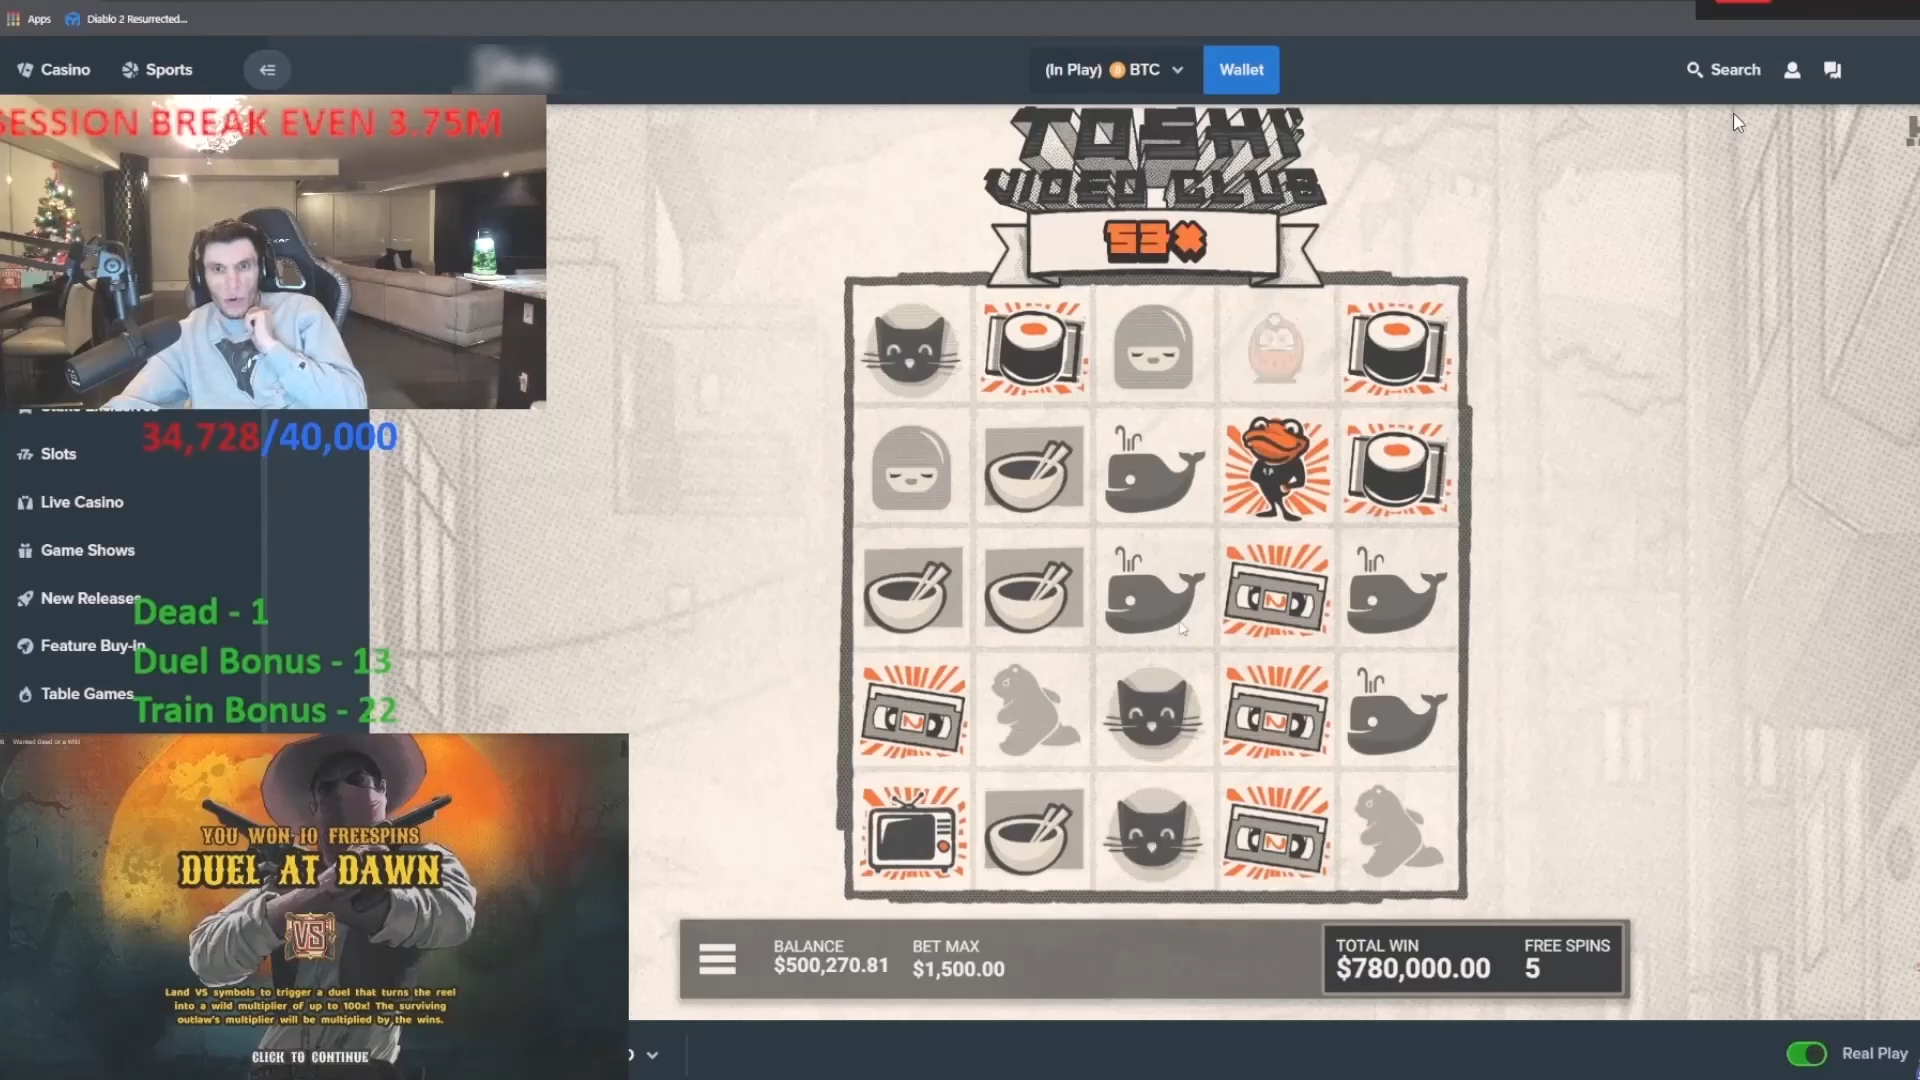 Apps
Diablo 2 Resurrected...
Casino
Sports
(In Play) BTC
Wallet
Search
SESSION BREAK EVEN 3.75M
TOSHI
VIDEO CLUB
53X
34,728/40,000
Slots
Live Casino
Game Shows
New Releases
Feature Buy-in
Table Games
Dead - 1
Duel Bonus - 13
Train Bonus - 22
Wanted Dead or a Wild
YOU WON 10 FREESPINS
DUEL AT DAWN
VS
Land VS symbols to trigger a duel that turns the reel
into a wild multiplier of up to 100x! The surviving
outlaw's multiplier will be multiplied by the wins.
CLICK TO CONTINUE
BALANCE
$500,270.81
BET MAX
$1,500.00
TOTAL WIN
$780,000.00
FREE SPINS
5
Real Play